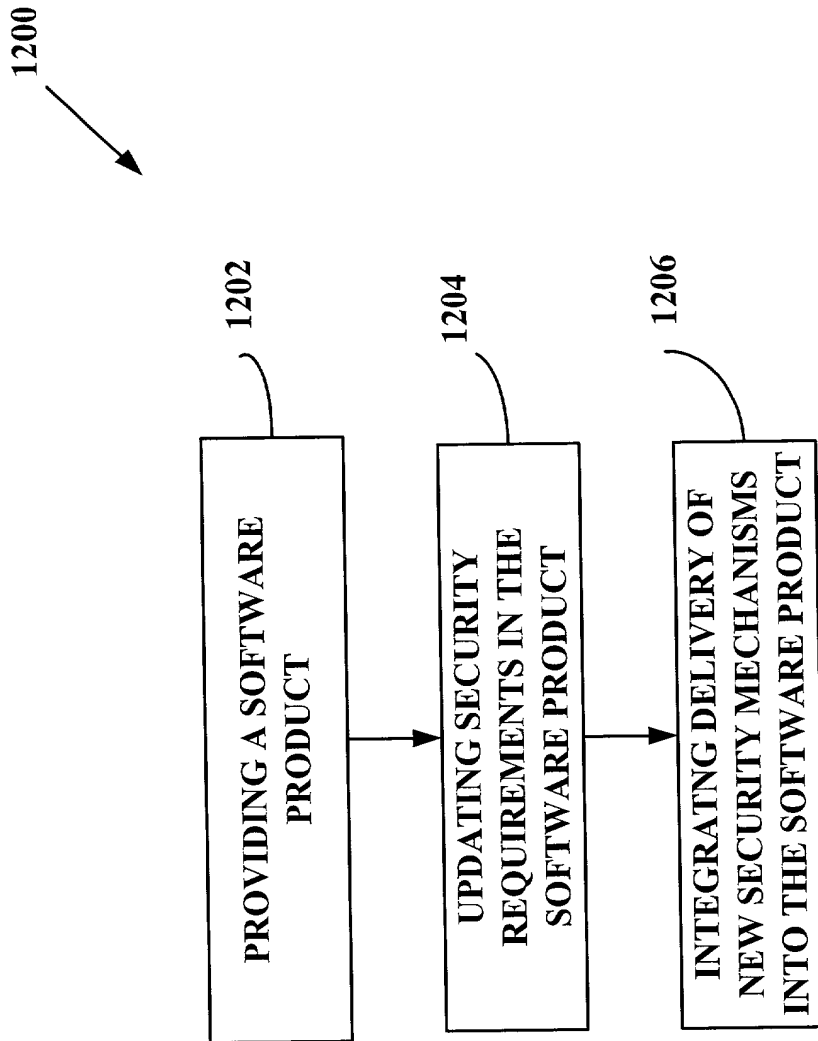 1200
PROVIDING A SOFTWARE
PRODUCT
1202
UPDATING SECURITY
REQUIREMENTS IN THE
SOFTWARE PRODUCT
1204
INTEGRATNG DELIVERY OF
NEW SECURITY MECHANISMS
INTO THE SOFTWARE PRODUCT
1206